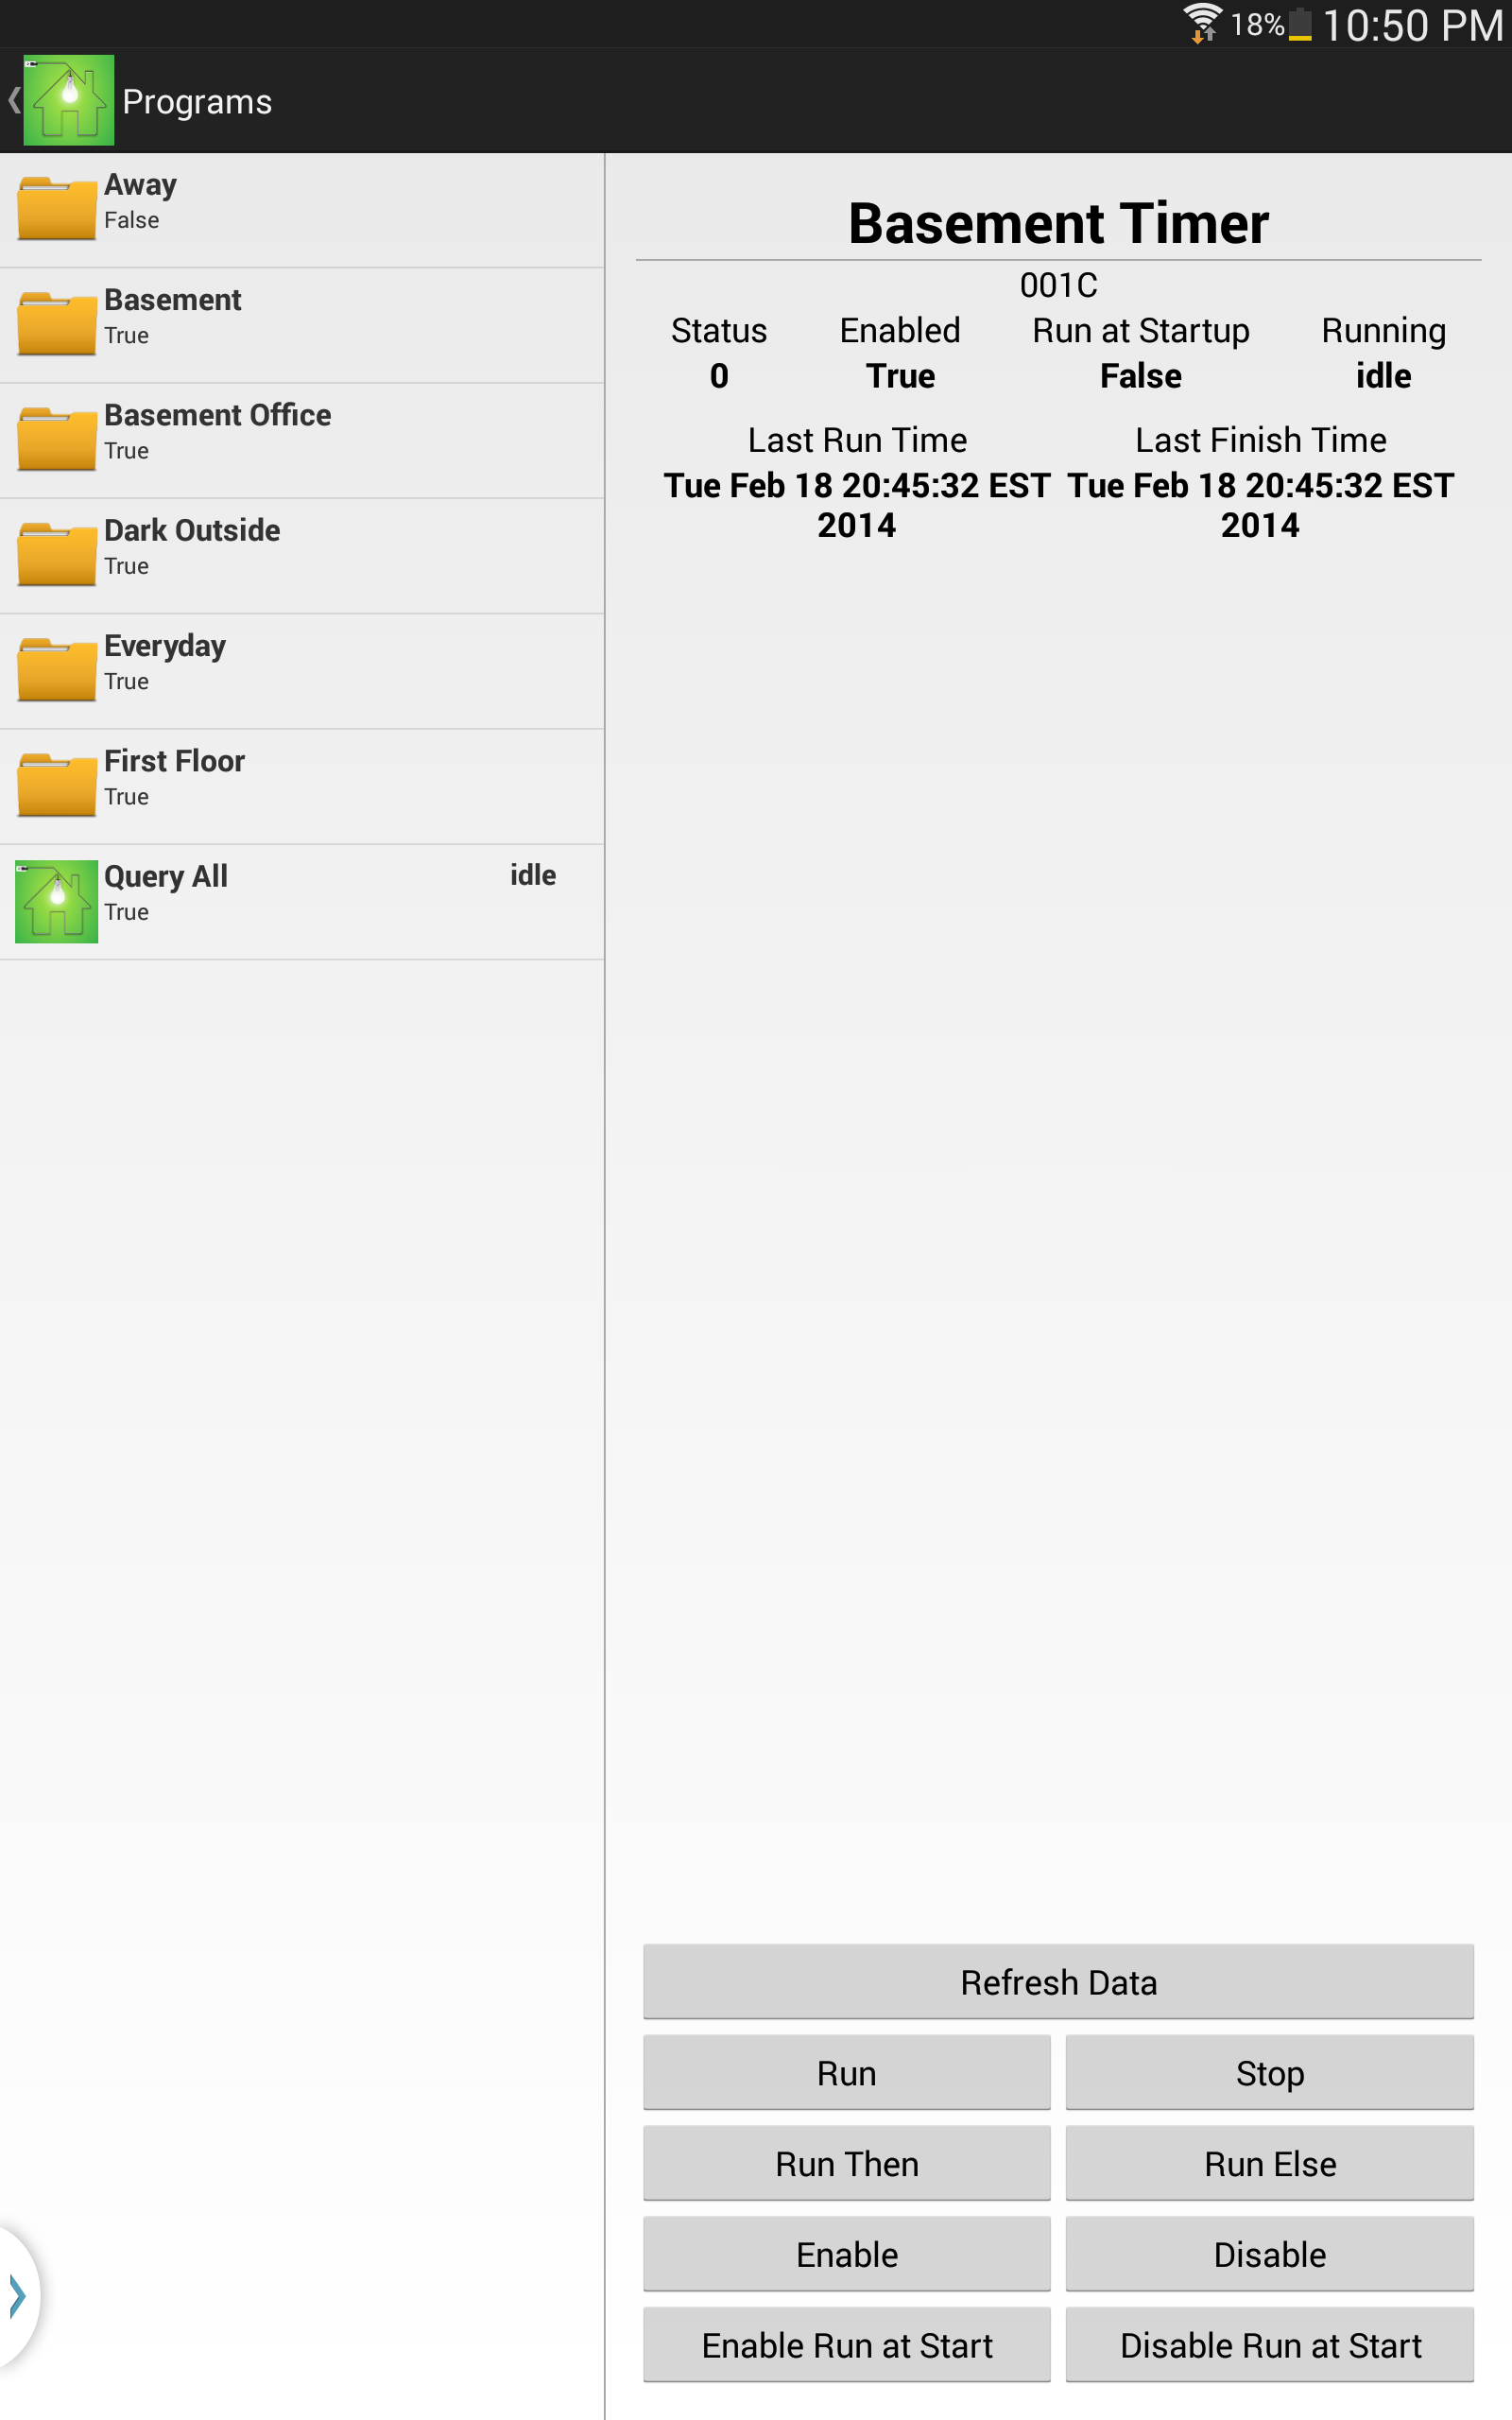 18% 10:50 PM
Programs
Away
False
Basement
True
Basement Office
True
Dark Outside
True
Everyday
True
First Floor
True
Query All idle
True
Basement Timer
001C
Status Enabled Run at Startup Running
0 True False idle
Last Run Time Last Finish Time
Tue Feb 18 20:45:32 EST Tue Feb 18 20:45:32 EST
2014 2014
Refresh Data
Run Stop
Run Then Run Else
Enable Disable
Enable Run at Start Disable Run at Start